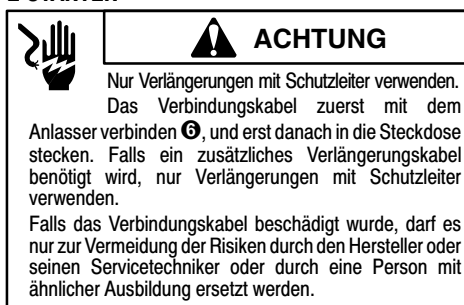 ACHTUNG
Nur Verlängerungen mit Schutzleiter verwenden.
Das Verbindungskabel zuerst mit dem
Anlasser verbinden ❻, und erst danach in die Steckdose
stecken. Falls ein zusätzliches Verlängerungskabel
benötigt wird, nur Verlängerungen mit Schutzleiter
verwenden.
Falls das Verbindungskabel beschädigt wurde, darf es
nur zur Vermeidung der Risiken durch den Hersteller oder
seinen Servicetechniker oder durch eine Person mit
ähnlicher Ausbildung ersetzt werden.